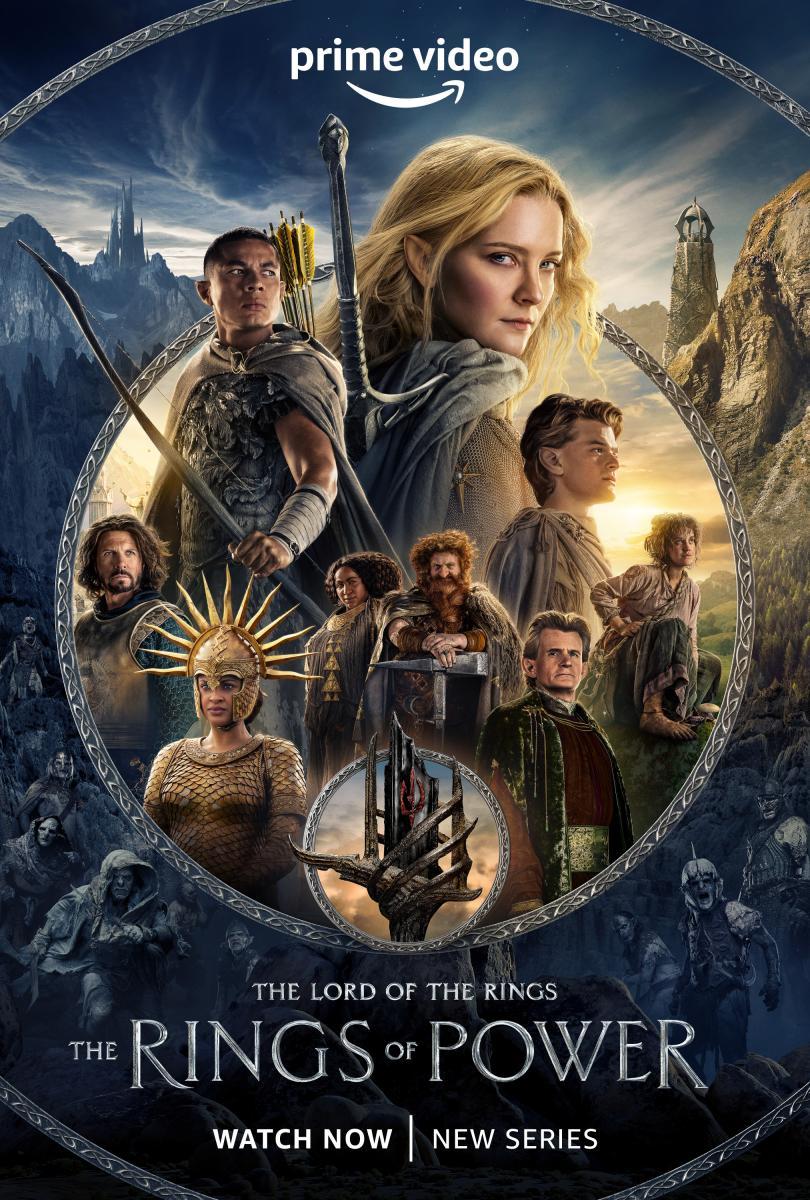 prime video
THE LORD OF THE RINGS
THE RINGS OF POWER
WATCH NOW | NEW SERIES